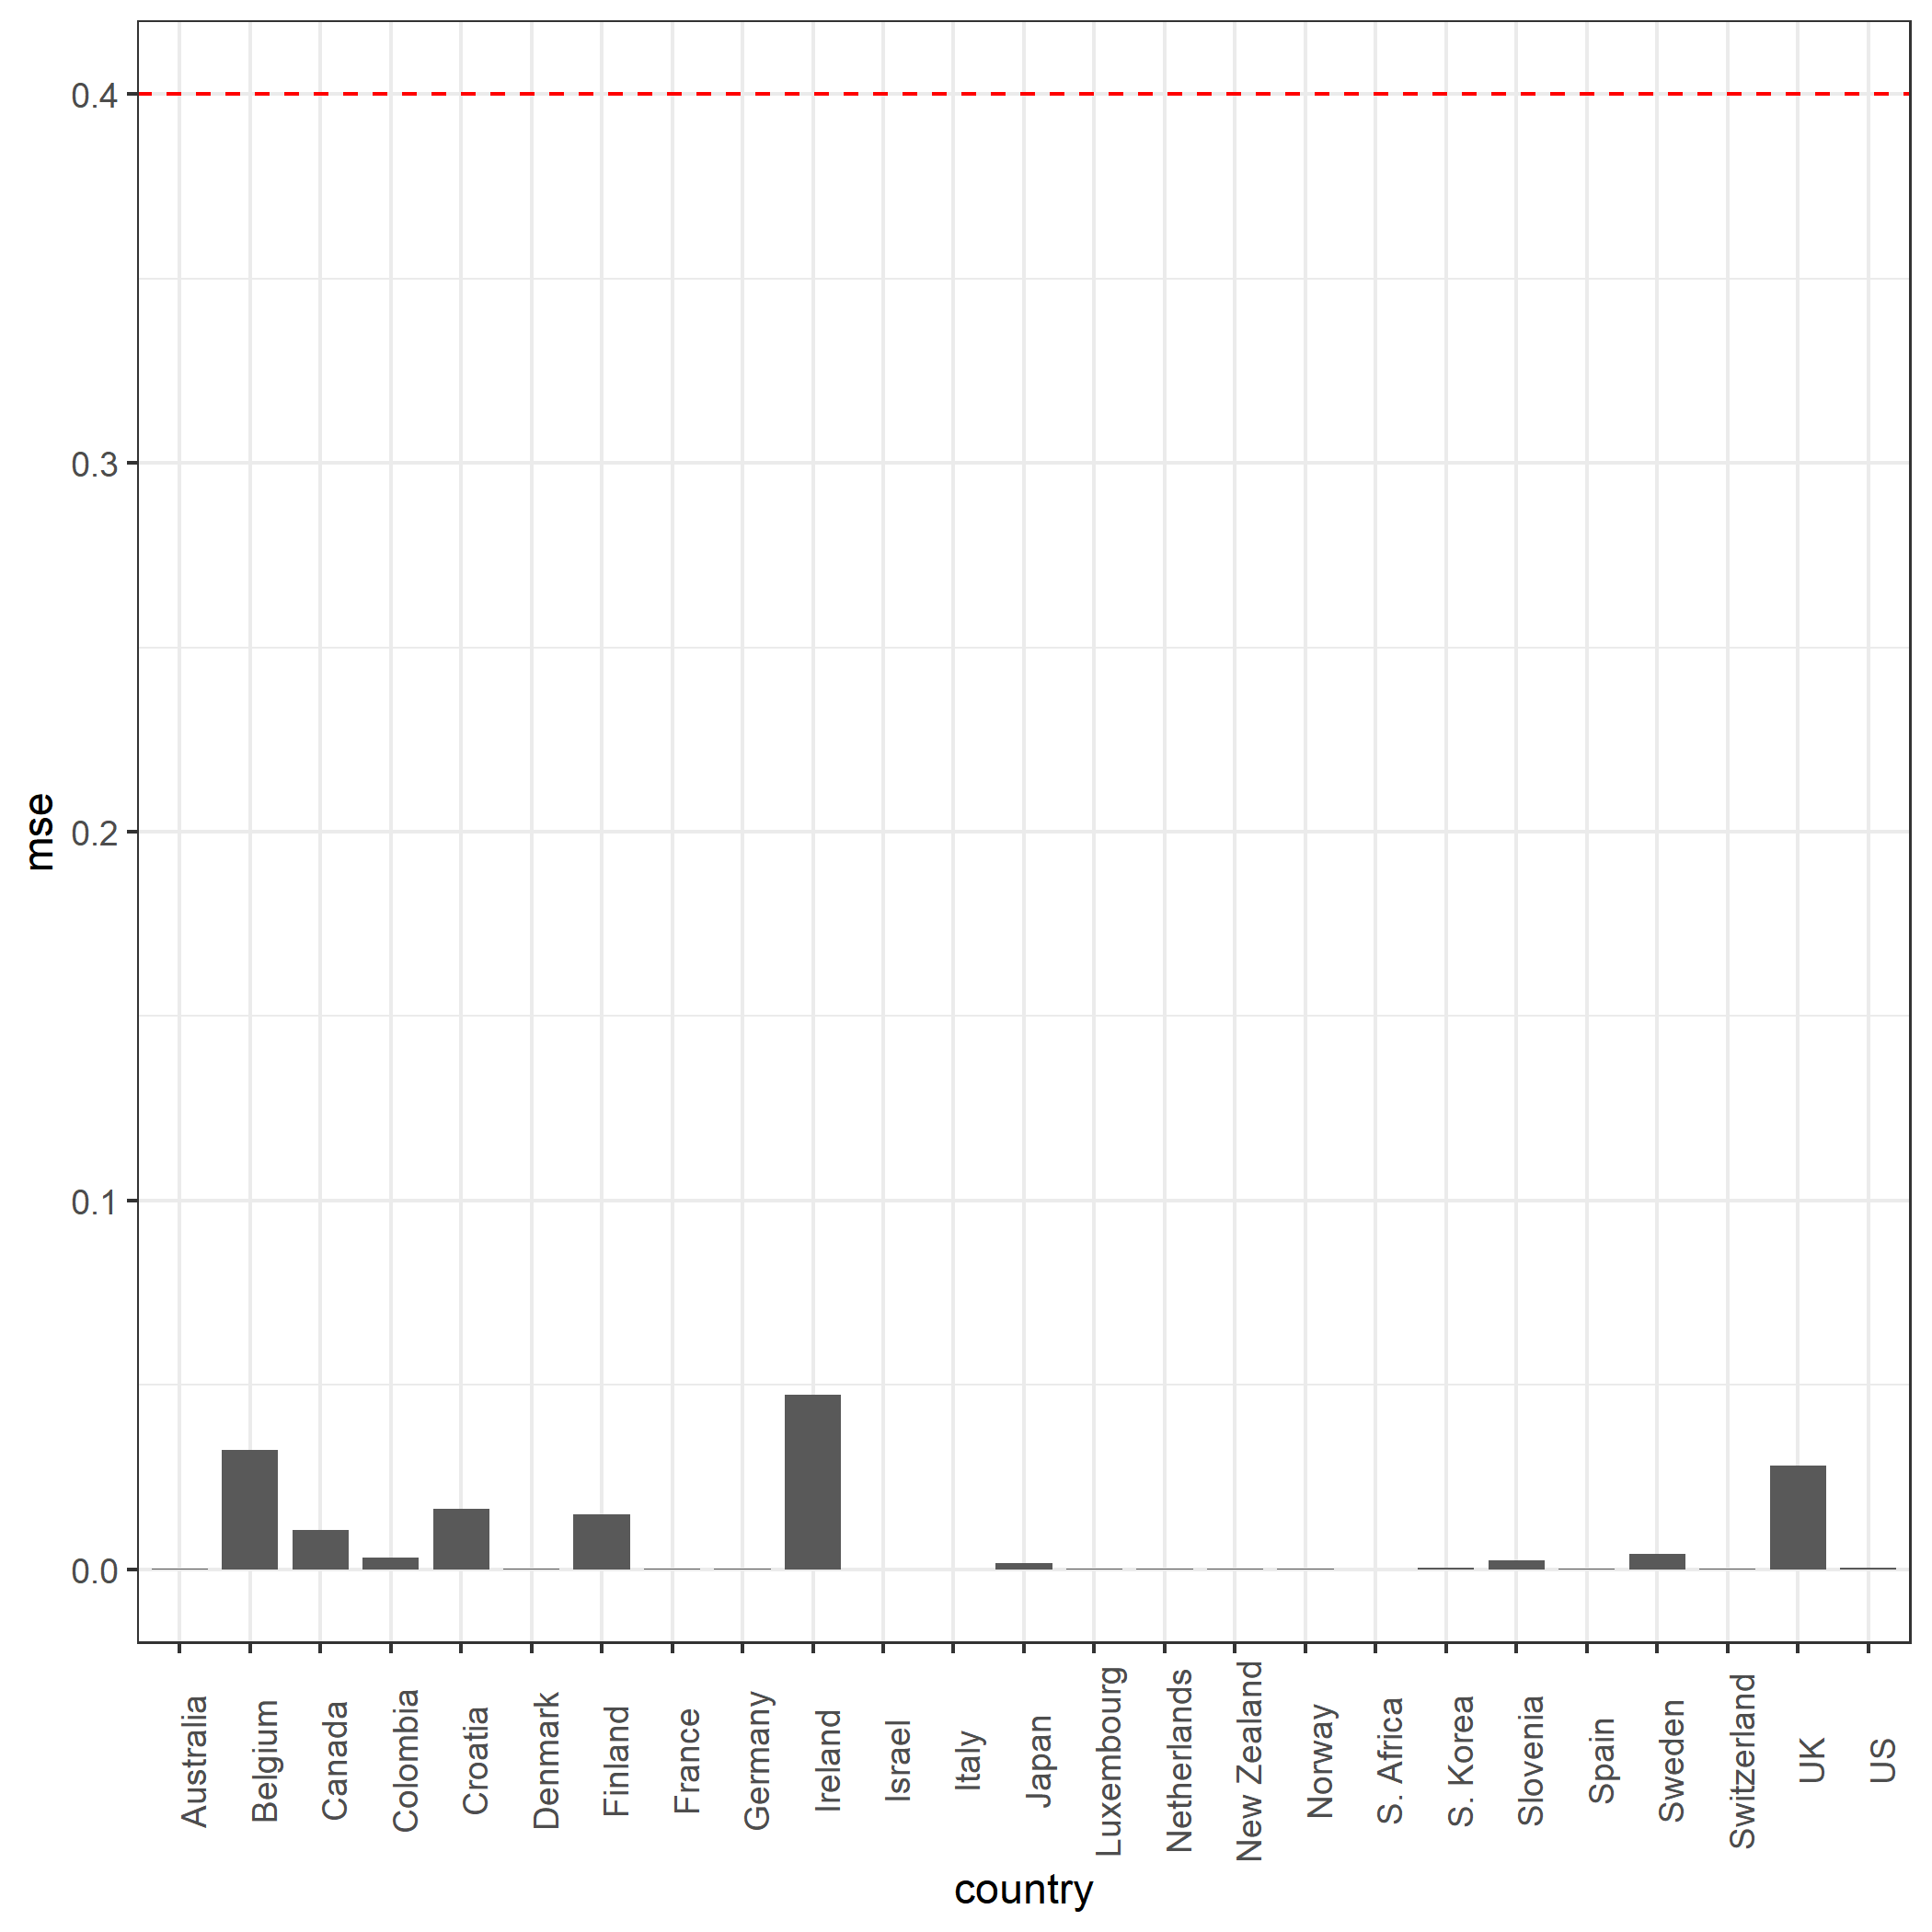 mse
0.4
0.3
0.2
0.1
0.0
Australia
Belgium
Canada
Colombia
Croatia
Denmark
Finland
France
Germany
Ireland
Israel
Italy
Japan
Luxembourg
Netherlands
New Zealand
Norway
S. Africa
S. Korea
Slovenia
Spain
Sweden
Switzerland
UK
US
country